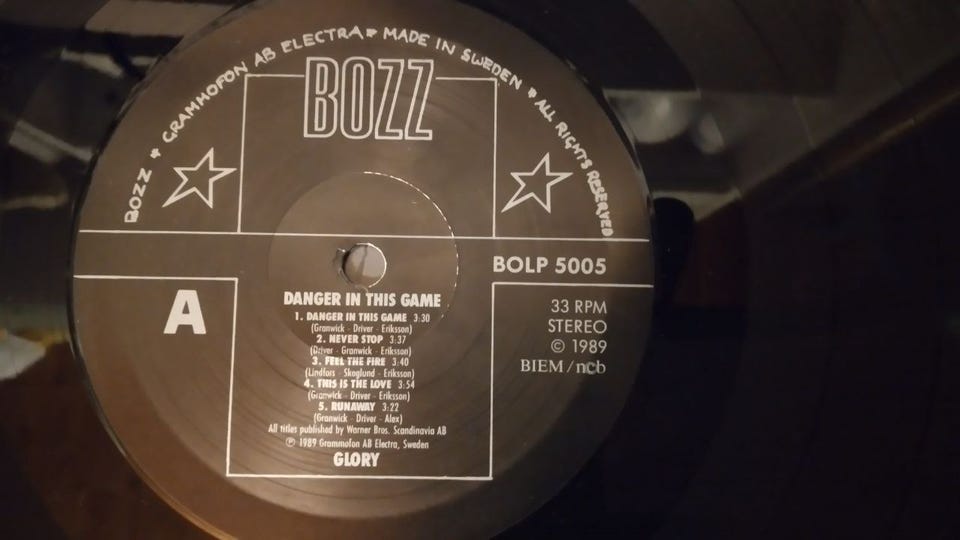 BOZZ * GRAMMOFON AB ELECTRA * MADE IN SWEDEN * ALL RIGHTS RESERVED
BOZZ
BOLP 5005
A
33 RPM
STEREO
© 1989
BIEM/ncb
DANGER IN THIS GAME
1. DANGER IN THIS GAME 3:30
(Granwick - Driver - Eriksson)
2. NEVER STOP 3:37
(Driver - Granwick - Eriksson)
3. FEEL THE FIRE 3:40
(Lindfors - Skoglund - Eriksson)
4. THIS IS THE LOVE 3:54
(Granwick - Driver - Eriksson)
5. RUNAWAY 3:22
(Granwick - Driver - Alex)
All titles published by Warner Bros. Scandinavia AB
℗ 1989 Grammofon AB Electra, Sweden
GLORY